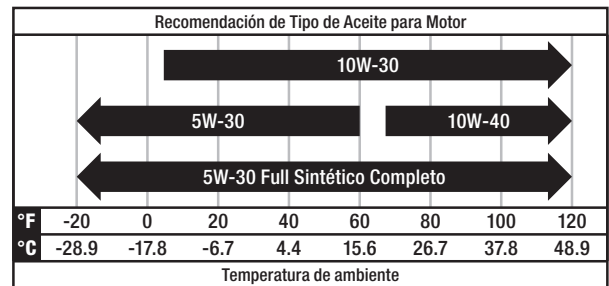 Recomendación de Tipo de Aceite para Motor
10W-30
5W-30 10W-40
5W-30 Full Sintético Completo
°F -20 0 20 40 60 80 100 120
°C -28.9 -17.8 -6.7 4.4 15.6 26.7 37.8 48.9
Temperatura de ambiente